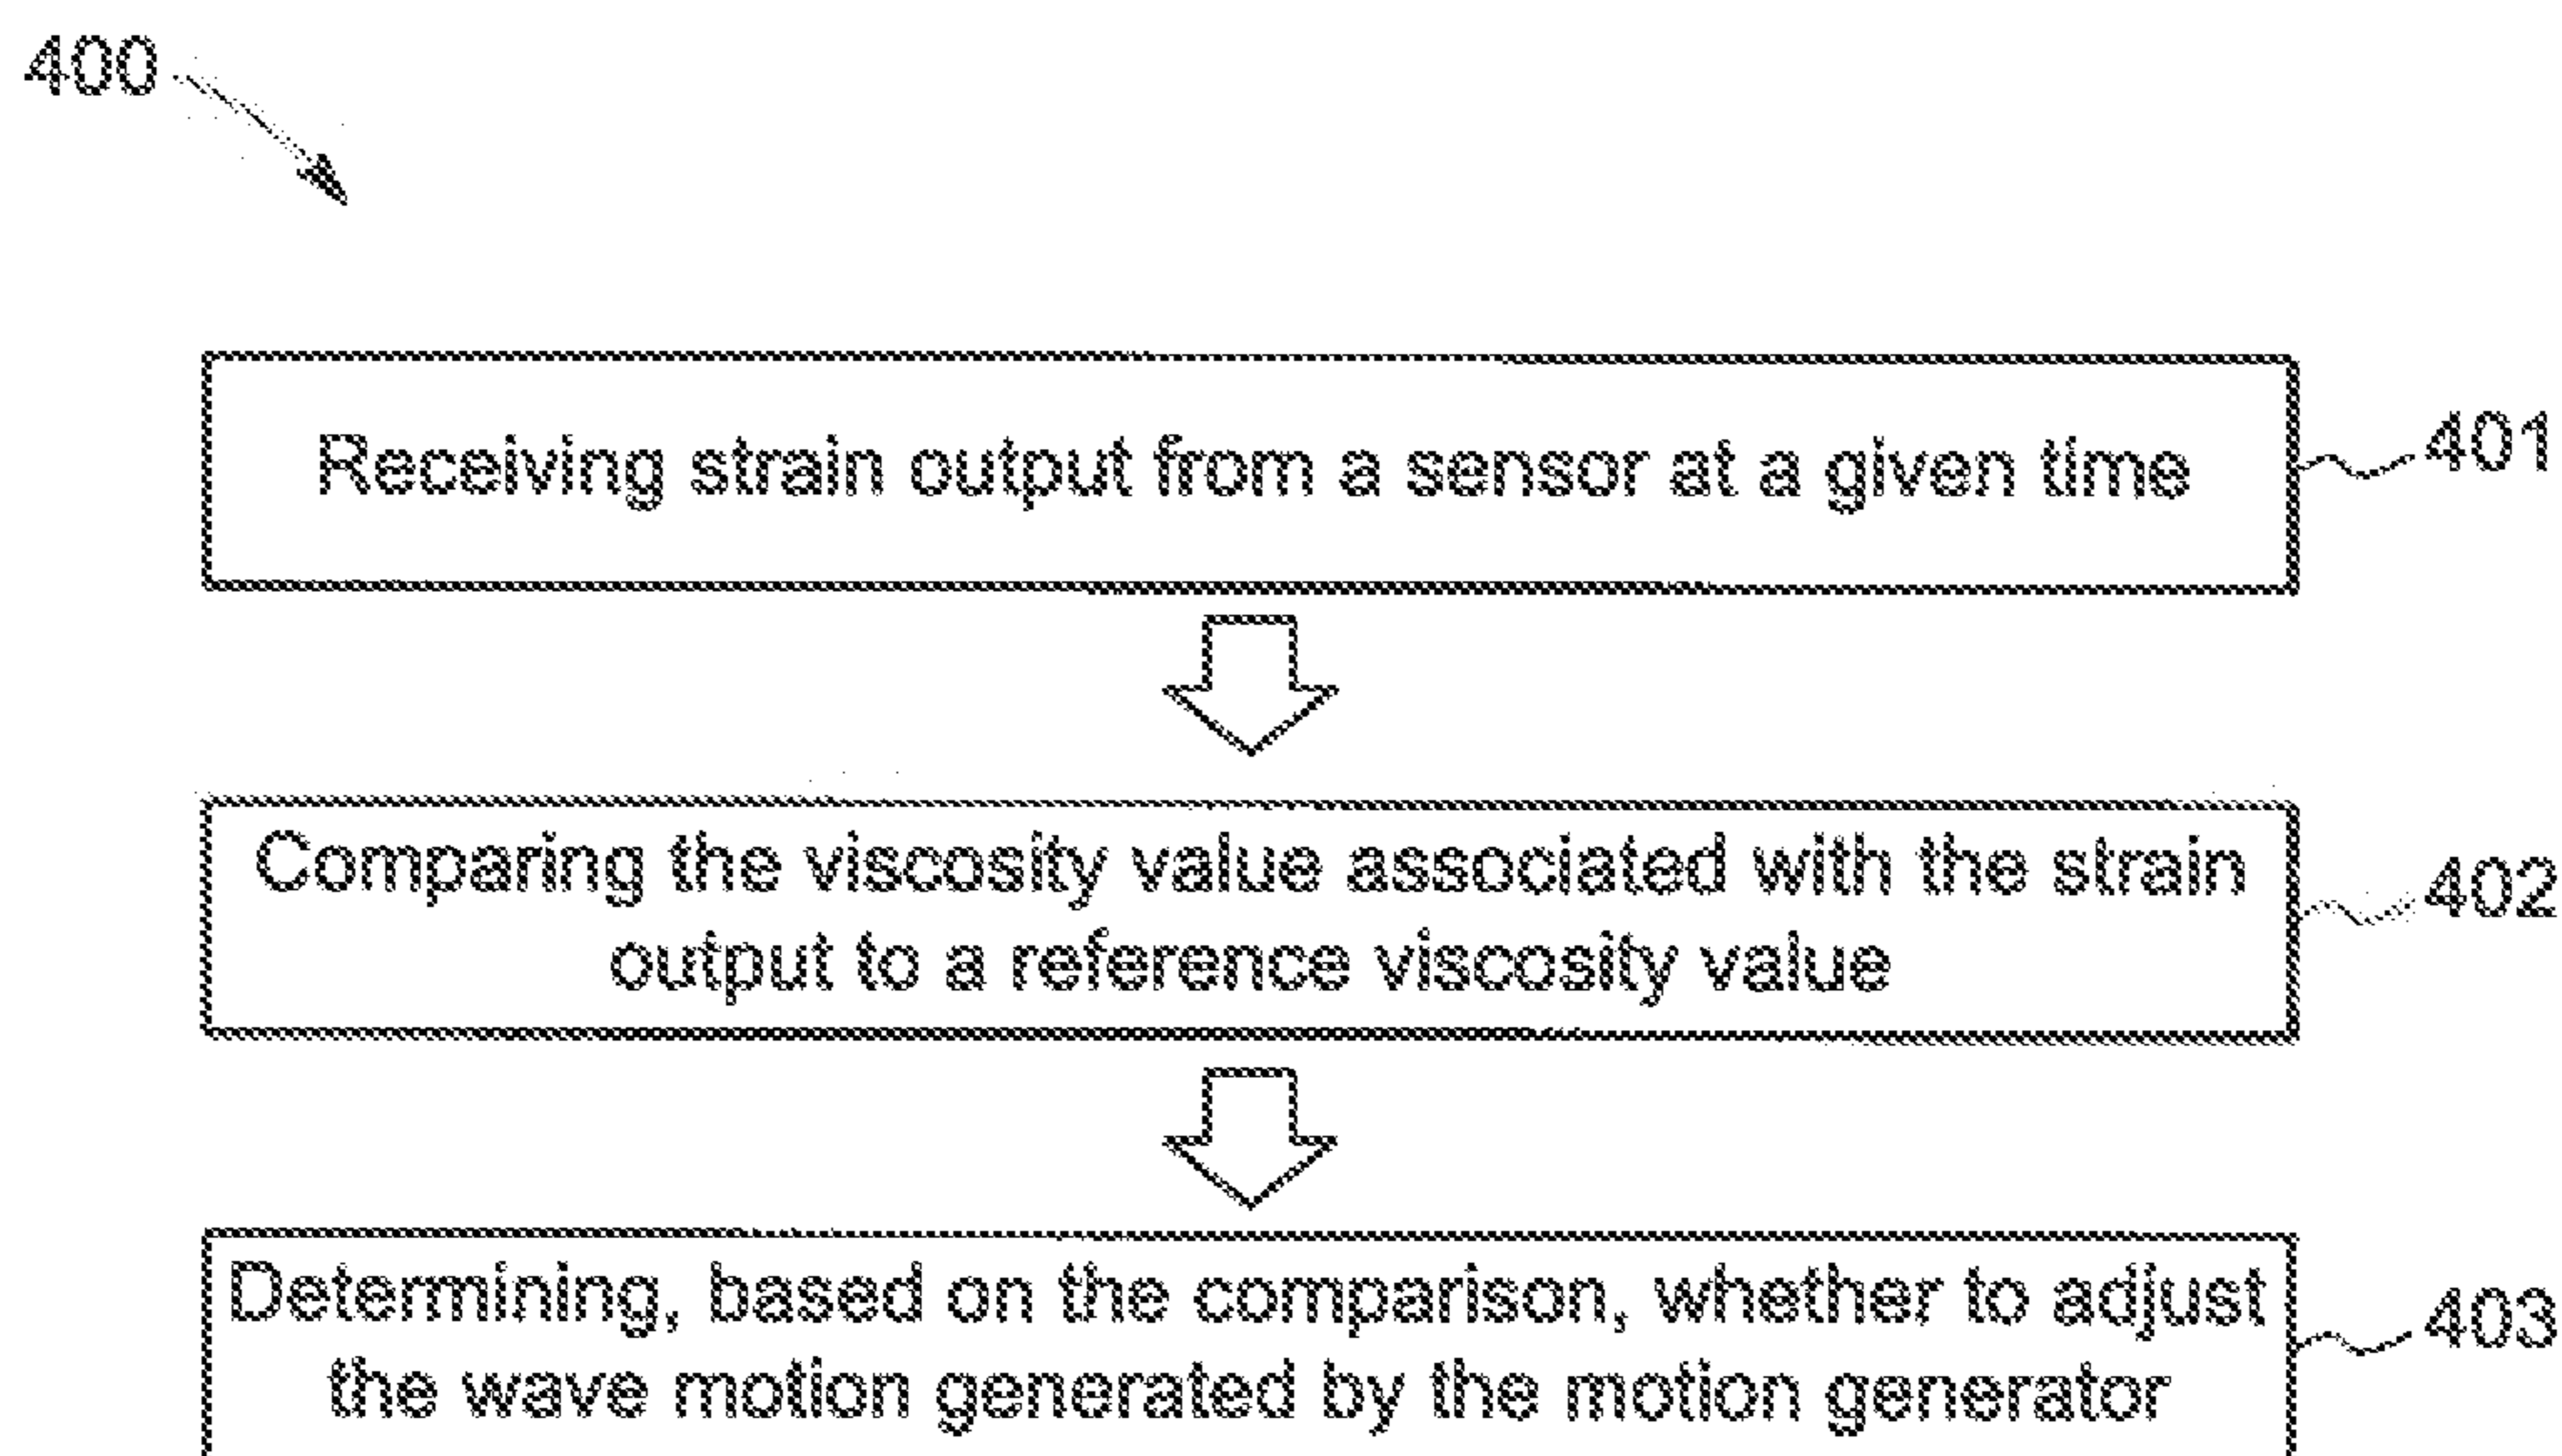 400
Receiving strain output from a sensor at a given time
401
Comparing the viscosity value associated with the strain
output to a reference viscosity value
402
Determining, based on the comparison, whether to adjust
the wave motion generated by the motion generator
403